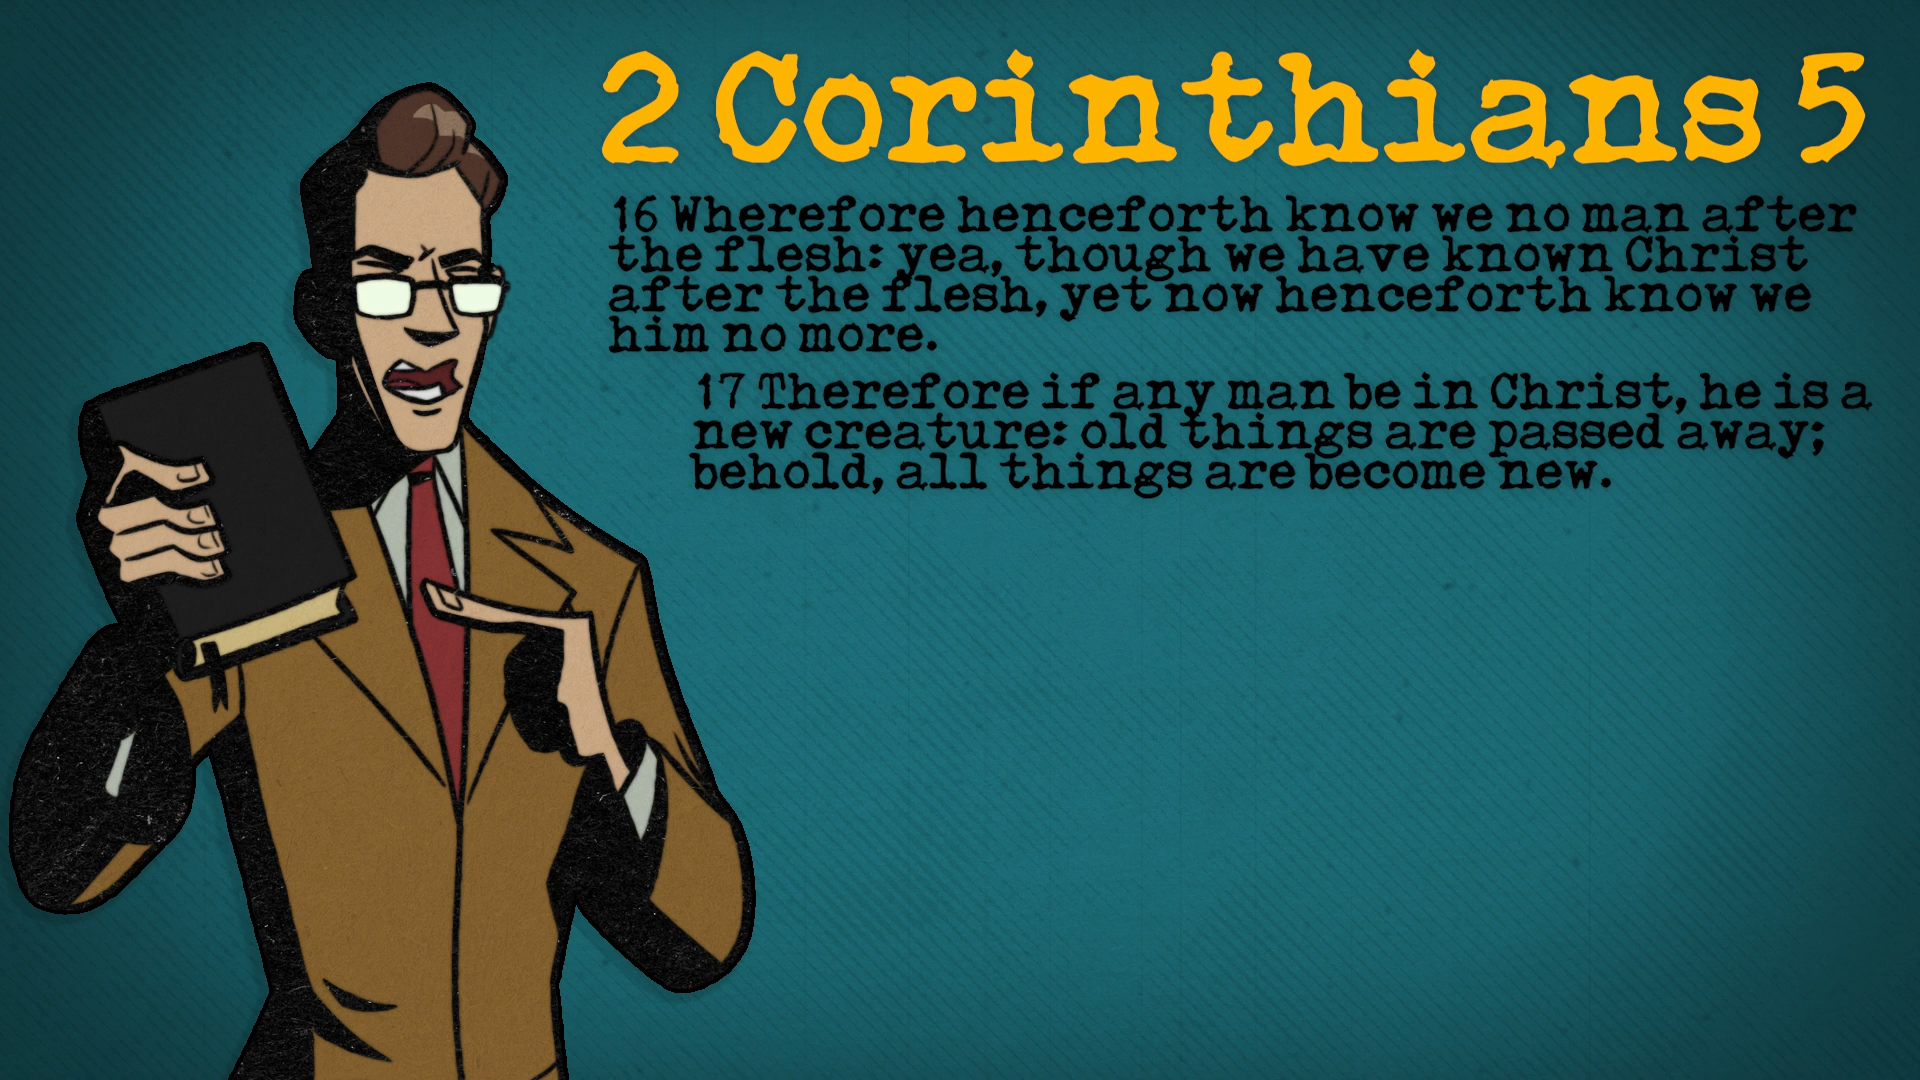 2 Corinthians 5
16 Wherefore henceforth know we no man after
the flesh: yea, though we have known Christ
after the flesh, yet now henceforth know we
him no more.
17 Therefore if any man be in Christ, he is a
new creature: old things are passed away;
behold, all things are become new.